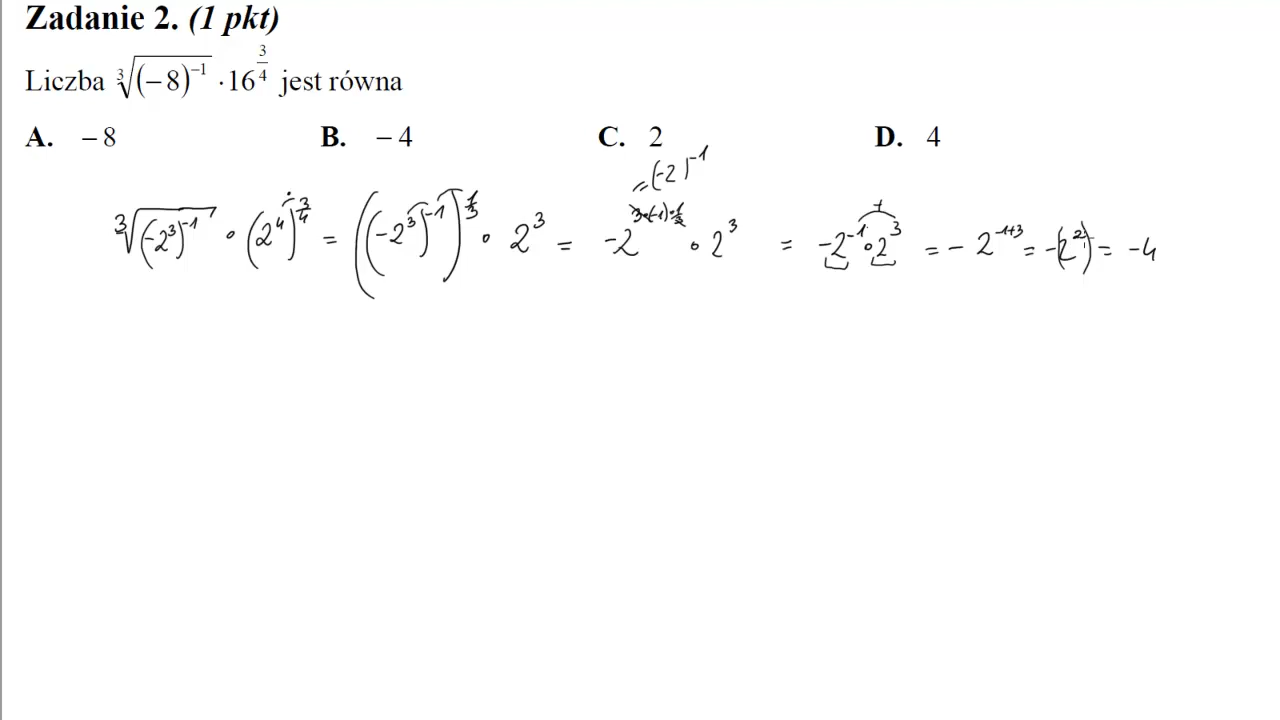 Zadanie 2. (1 pkt)
Liczba ∛((−8)⁻¹) · 16^(3/4) jest równa
A. −8 B. −4 C. 2 D. 4
=(-2)⁻¹
∛((-2³)⁻¹) · (2⁴)^(3/4) = ((-2³)⁻¹)^(1/3) · 2³ = -2^(3·(-1)·1/3) · 2³ = -2⁻¹ · 2³ = -2^(-1+3) = -(2²) = -4